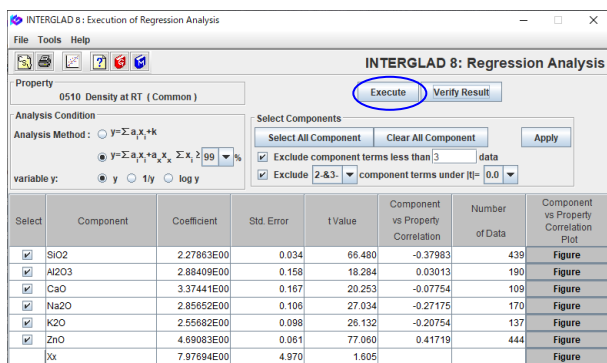 INTERGLAD 8 : Execution of Regression Analysis
File Tools Help
INTERGLAD 8: Regression Analysis
Property
0510 Density at RT ( Common )
Execute Verify Result
Analysis Condition
Analysis Method : y=Σaᵢxᵢ+k
y=Σaᵢxᵢ+aₓxₓ Σxᵢ ≥ 99 %
variable y: y 1/y log y
Select Components
Select All Component Clear All Component Apply
Exclude component terms less than 3 data
Exclude 2-&3- component terms under |t|= 0.0
Select Component Coefficient Std. Error t Value Component vs Property Correlation Number of Data Component vs Property Correlation Plot
SiO2 2.27863E00 0.034 66.480 -0.37983 439 Figure
Al2O3 2.88409E00 0.158 18.284 0.03013 190 Figure
CaO 3.37441E00 0.167 20.253 -0.07754 109 Figure
Na2O 2.85652E00 0.106 27.034 -0.27175 170 Figure
K2O 2.55682E00 0.098 26.132 -0.20754 137 Figure
ZnO 4.69083E00 0.061 77.060 0.41719 444 Figure
Xx 7.97694E00 4.970 1.605 Figure